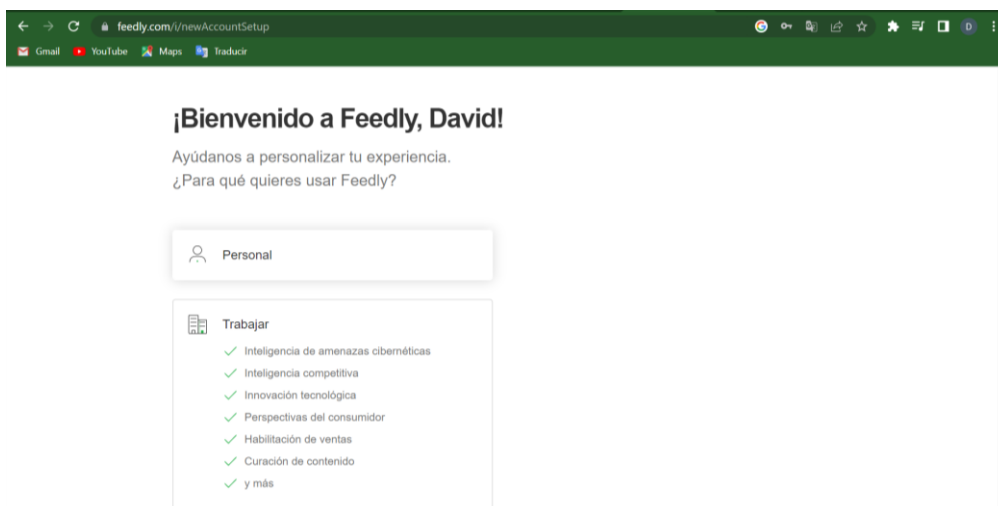 feedly.com/i/newAccountSetup
Gmail YouTube Maps Traducir
D
¡Bienvenido a Feedly, David!
Ayúdanos a personalizar tu experiencia.
¿Para qué quieres usar Feedly?
Personal
Trabajar
Inteligencia de amenazas cibernéticas
Inteligencia competitiva
Innovación tecnológica
Perspectivas del consumidor
Habilitación de ventas
Curación de contenido
y más